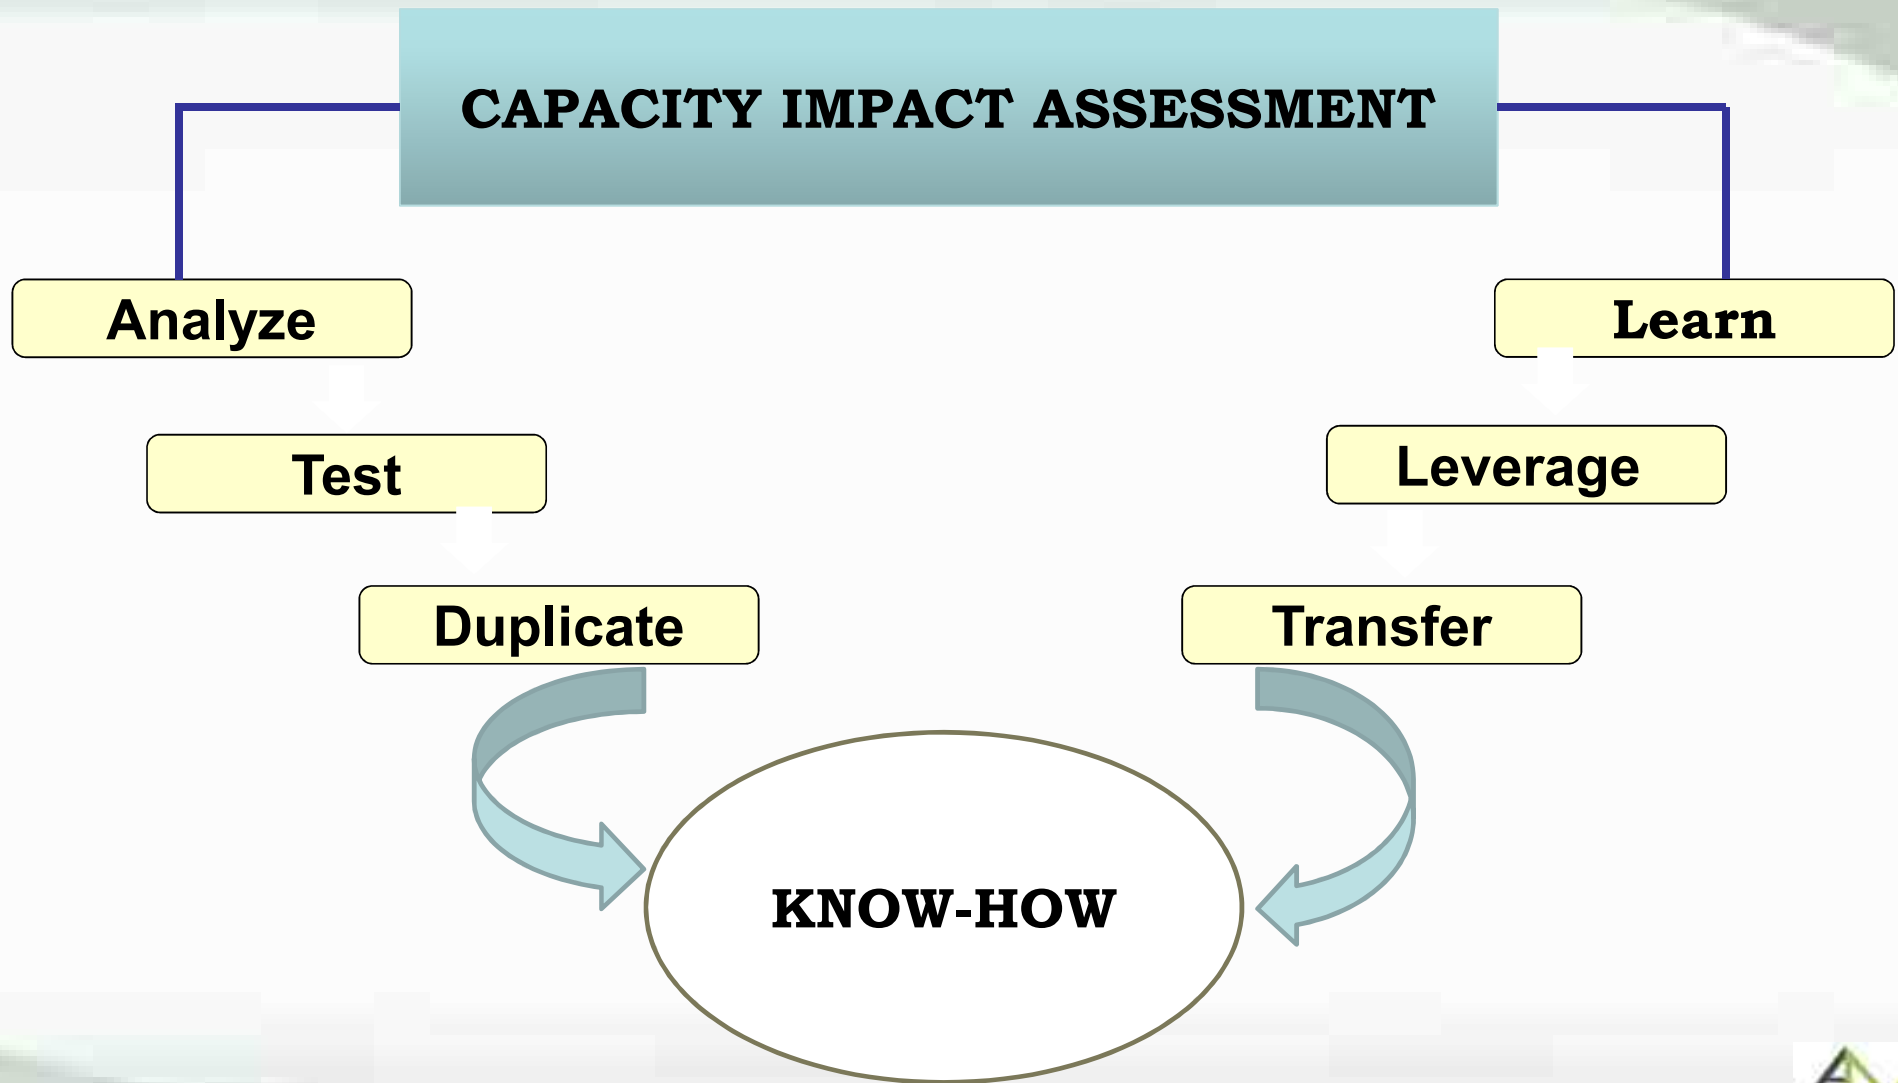 CAPACITY IMPACT ASSESSMENT
Analyze
Learn
Test
Leverage
Duplicate
Transfer
KNOW-HOW